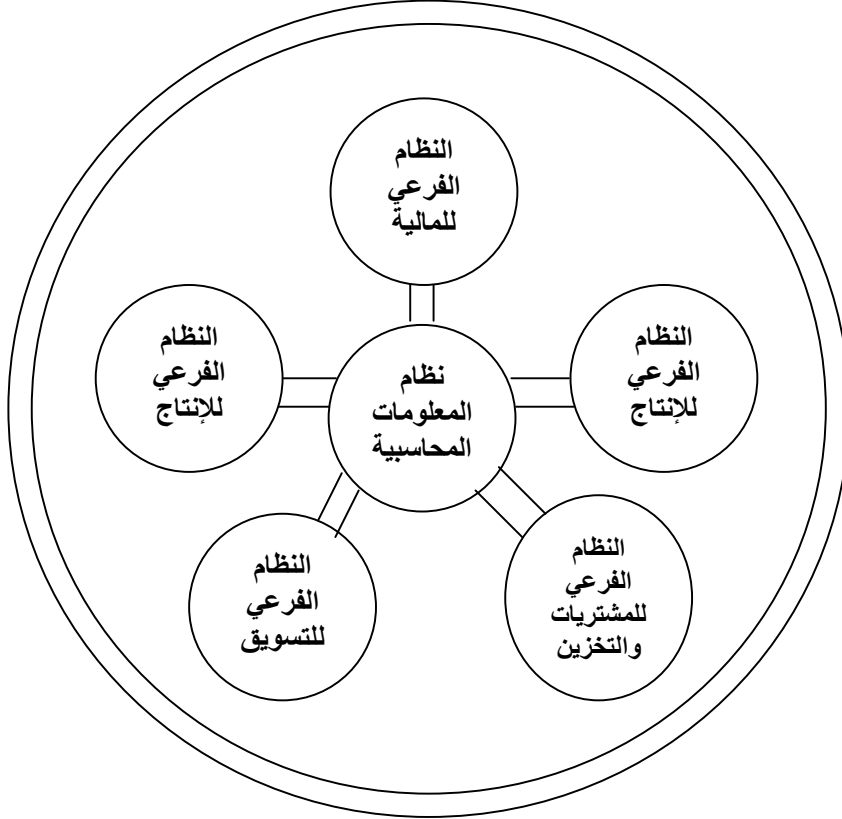 النظام
الفرعي
للمالية
النظام
الفرعي
للإنتاج
نظام
المعلومات
المحاسبية
النظام
الفرعي
للإنتاج
النظام
الفرعي
للمشتريات
والتخزين
النظام
الفرعي
للتسويق